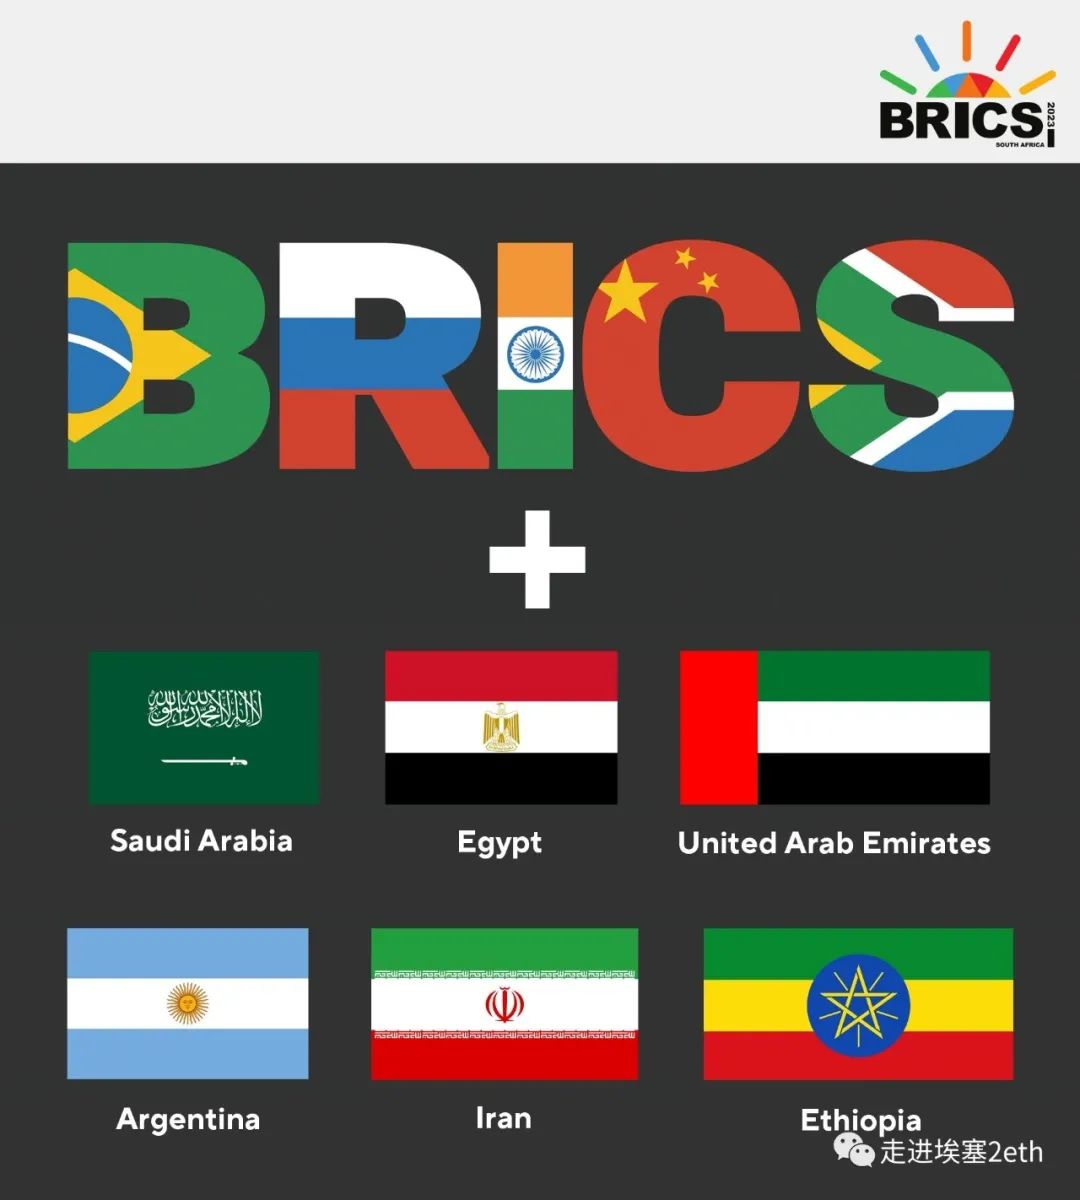 BRICS
2023
SOUTH AFRICA
BRICS
+
لا إله إلا الله محمد رسول الله
Saudi Arabia
Egypt
United Arab Emirates
Argentina
Iran
Ethiopia
走进埃塞2eth